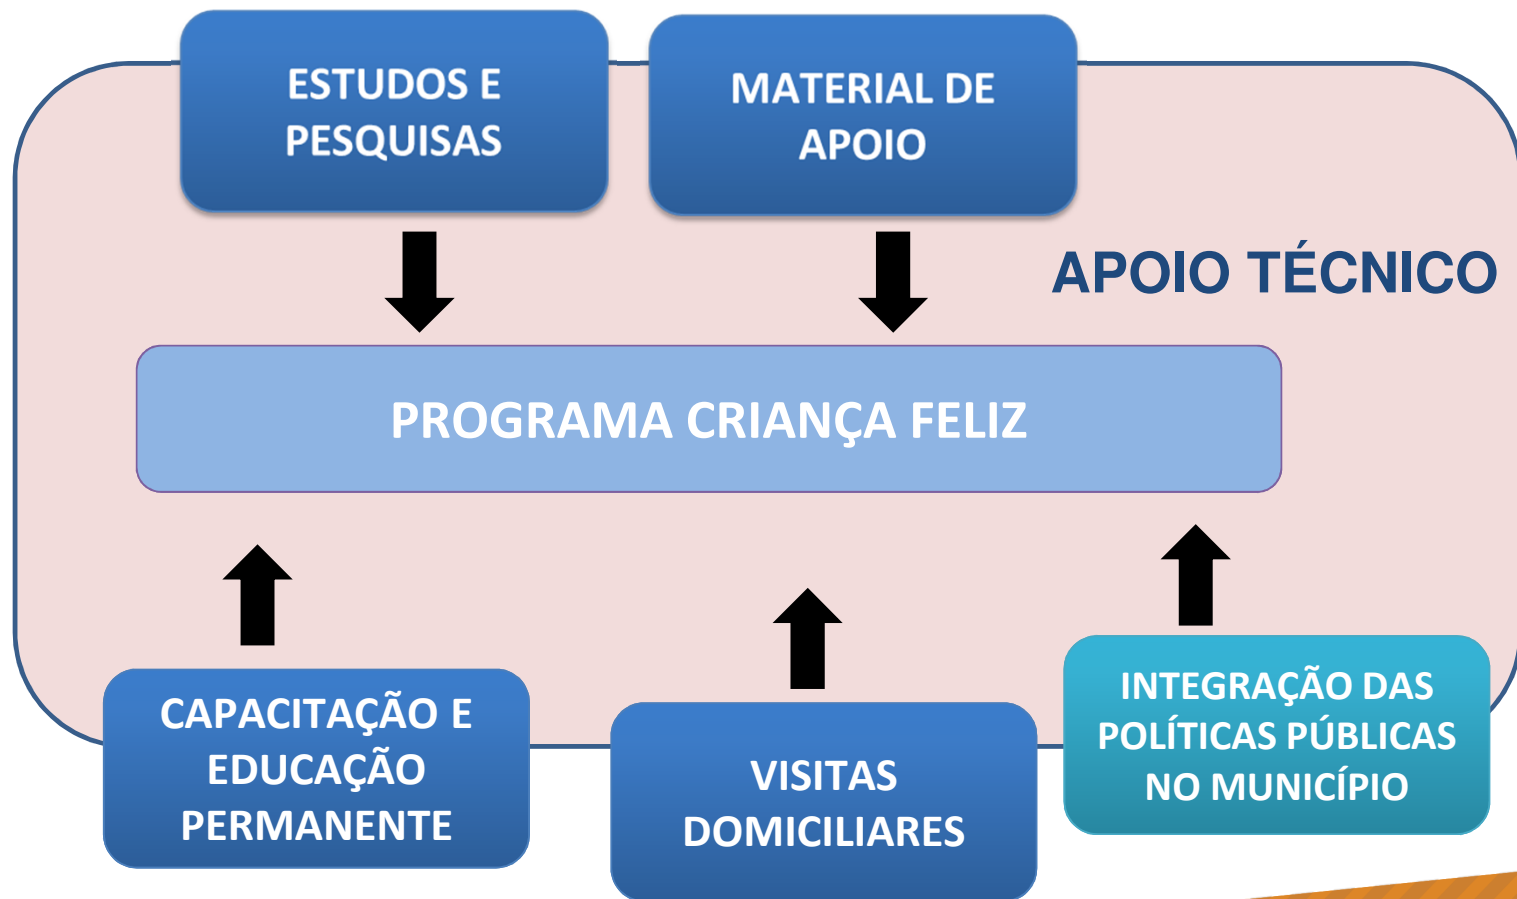 ESTUDOS E
PESQUISAS
MATERIAL DE
APOIO
APOIO TÉCNICO
PROGRAMA CRIANÇA FELIZ
CAPACITAÇÃO E
EDUCAÇÃO
PERMANENTE
VISITAS
DOMICILIARES
INTEGRAÇÃO DAS
POLÍTICAS PÚBLICAS
NO MUNICÍPIO